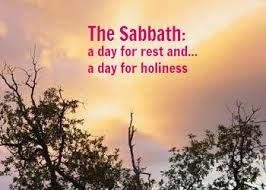 The Sabbath:
a day for rest and...
a day for holiness